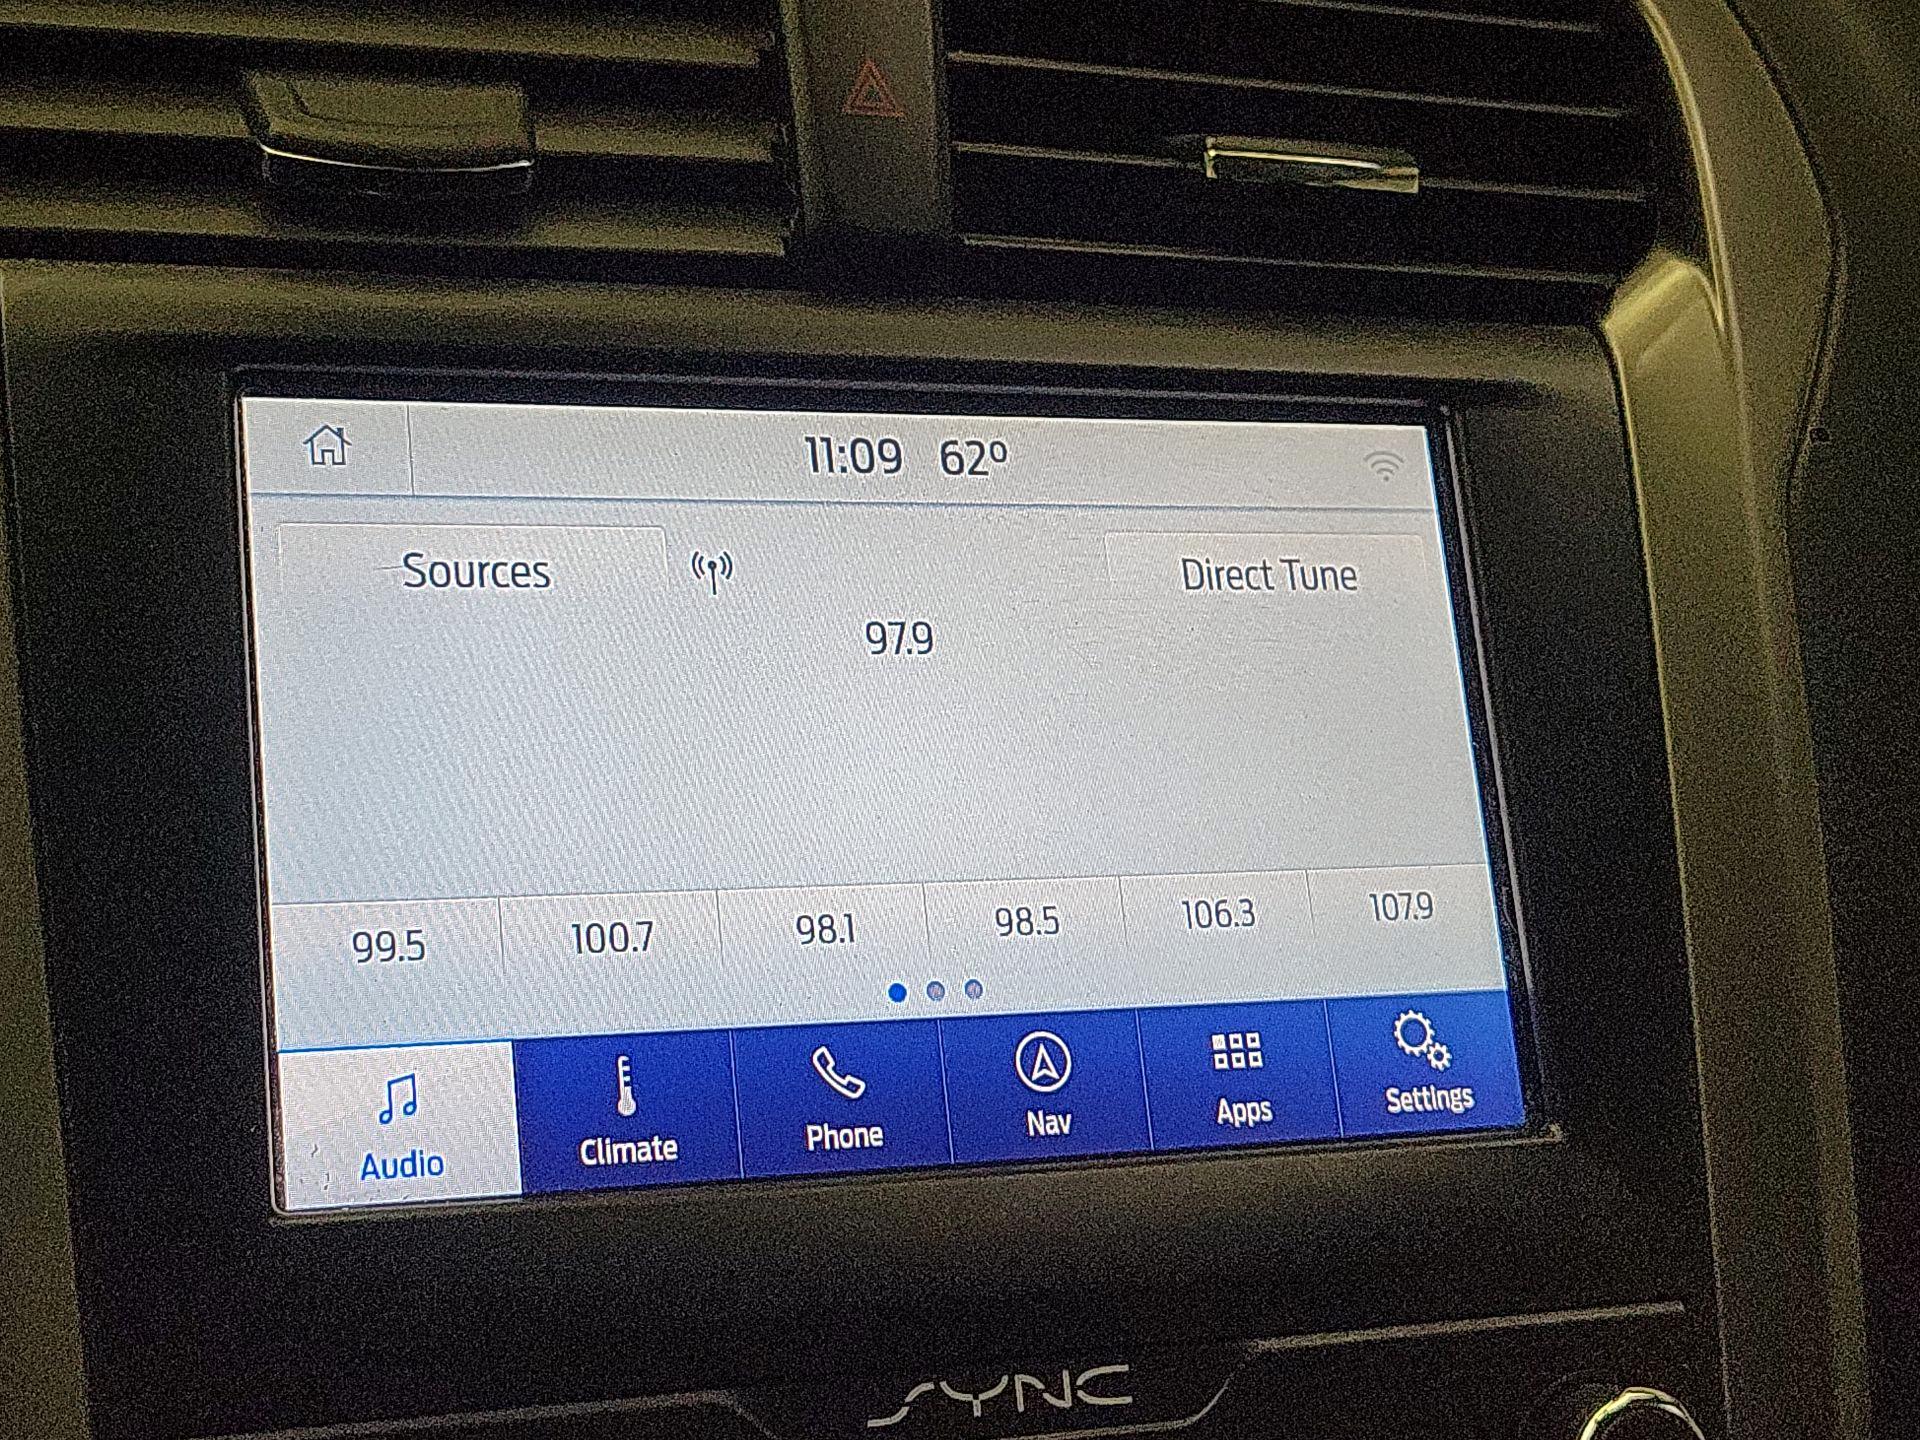 11:09 62º
Sources
Direct Tune
97.9
99.5 100.7 98.1 98.5 106.3 107.9
Audio Climate Phone Nav Apps Settings
SYNC